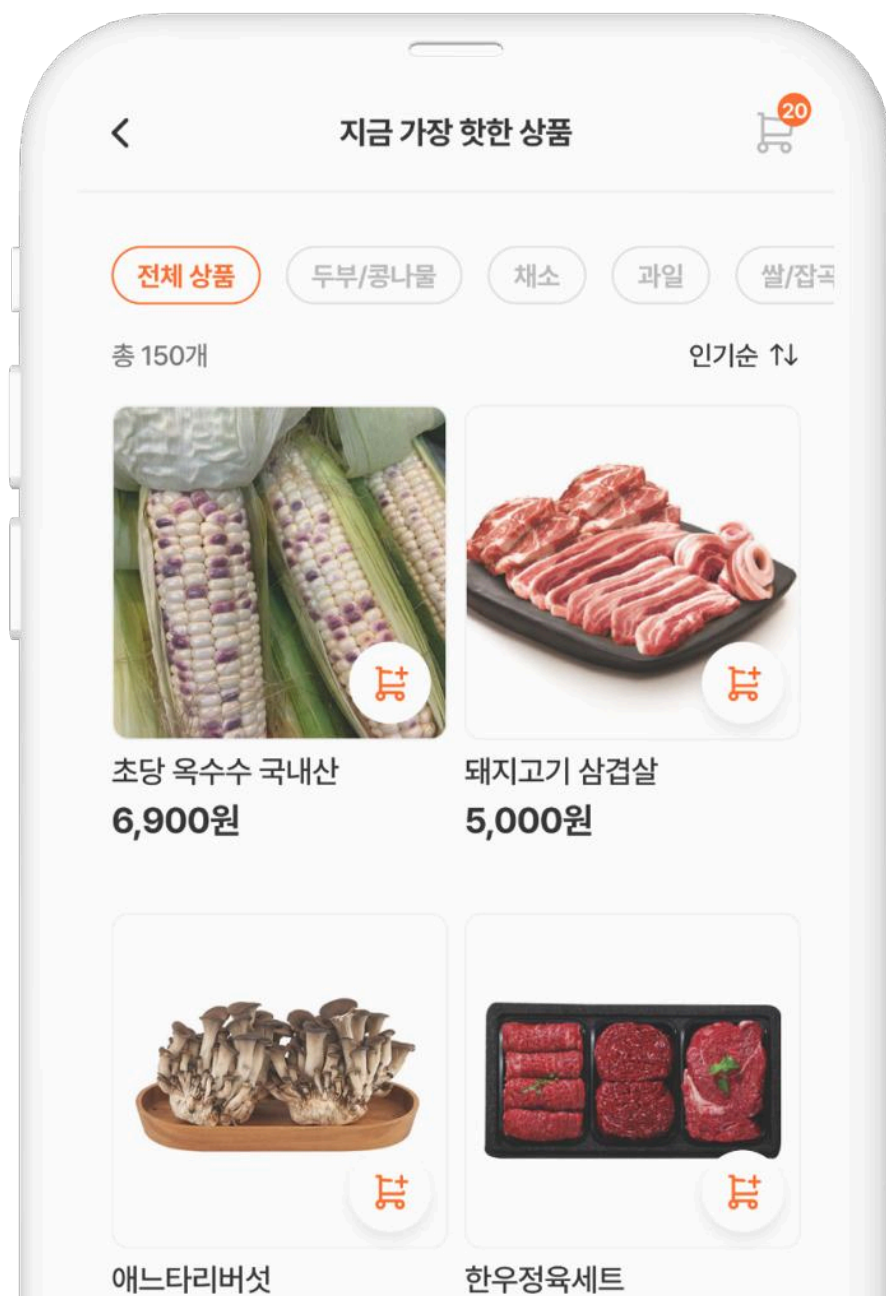 지금 가장 핫한 상품
20
전체 상품
두부/콩나물
채소
과일
쌀/잡곡
총 150개
인기순 ↑↓
초당 옥수수 국내산
6,900원
돼지고기 삼겹살
5,000원
애느타리버섯
한우정육세트